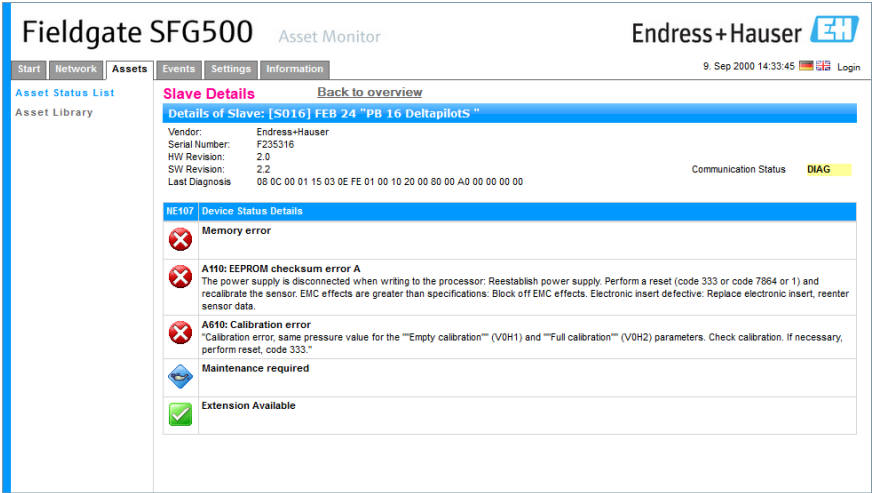 Fieldgate SFG500 Asset Monitor
Endress+Hauser EH
Start Network Assets Events Settings Information
9. Sep 2000 14:33:45 Login
Asset Status List
Asset Library
Slave Details Back to overview
Details of Slave: [S016] FEB 24 "PB 16 DeltapilotS "
Vendor: Endress+Hauser
Serial Number: F235316
HW Revision: 2.0
SW Revision: 2.2
Communication Status DIAG
Last Diagnosis 08 0C 00 01 15 03 0E FE 01 00 10 20 00 80 00 A0 00 00 00 00
NE107 Device Status Details
Memory error
A110: EEPROM checksum error A
The power supply is disconnected when writing to the processor: Reestablish power supply. Perform a reset (code 333 or code 7864 or 1) and
recalibrate the sensor. EMC effects are greater than specifications: Block off EMC effects. Electronic insert defective: Replace electronic insert, reenter
sensor data.
A610: Calibration error
"Calibration error, same pressure value for the ""Empty calibration"" (V0H1) and ""Full calibration"" (V0H2) parameters. Check calibration. If necessary,
perform reset, code 333."
Maintenance required
Extension Available